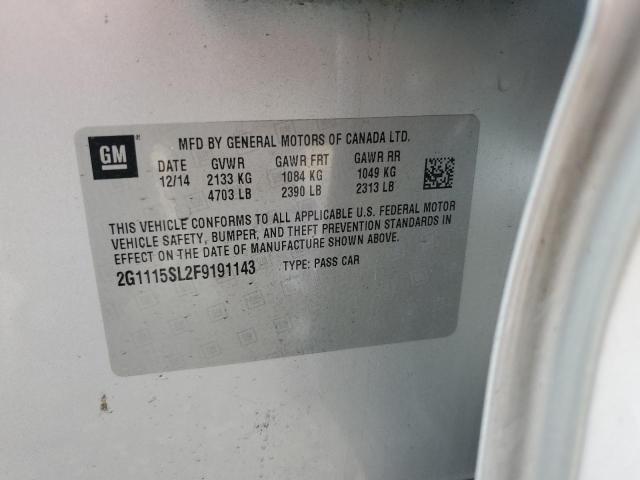 GM
MFD BY GENERAL MOTORS OF CANADA LTD.
DATE GVWR GAWR FRT GAWR RR
12/14 2133 KG 1084 KG 1049 KG
4703 LB 2390 LB 2313 LB
THIS VEHICLE CONFORMS TO ALL APPLICABLE U.S. FEDERAL MOTOR
VEHICLE SAFETY, BUMPER, AND THEFT PREVENTION STANDARDS IN
EFFECT ON THE DATE OF MANUFACTURE SHOWN ABOVE.
2G1115SL2F9191143 TYPE: PASS CAR